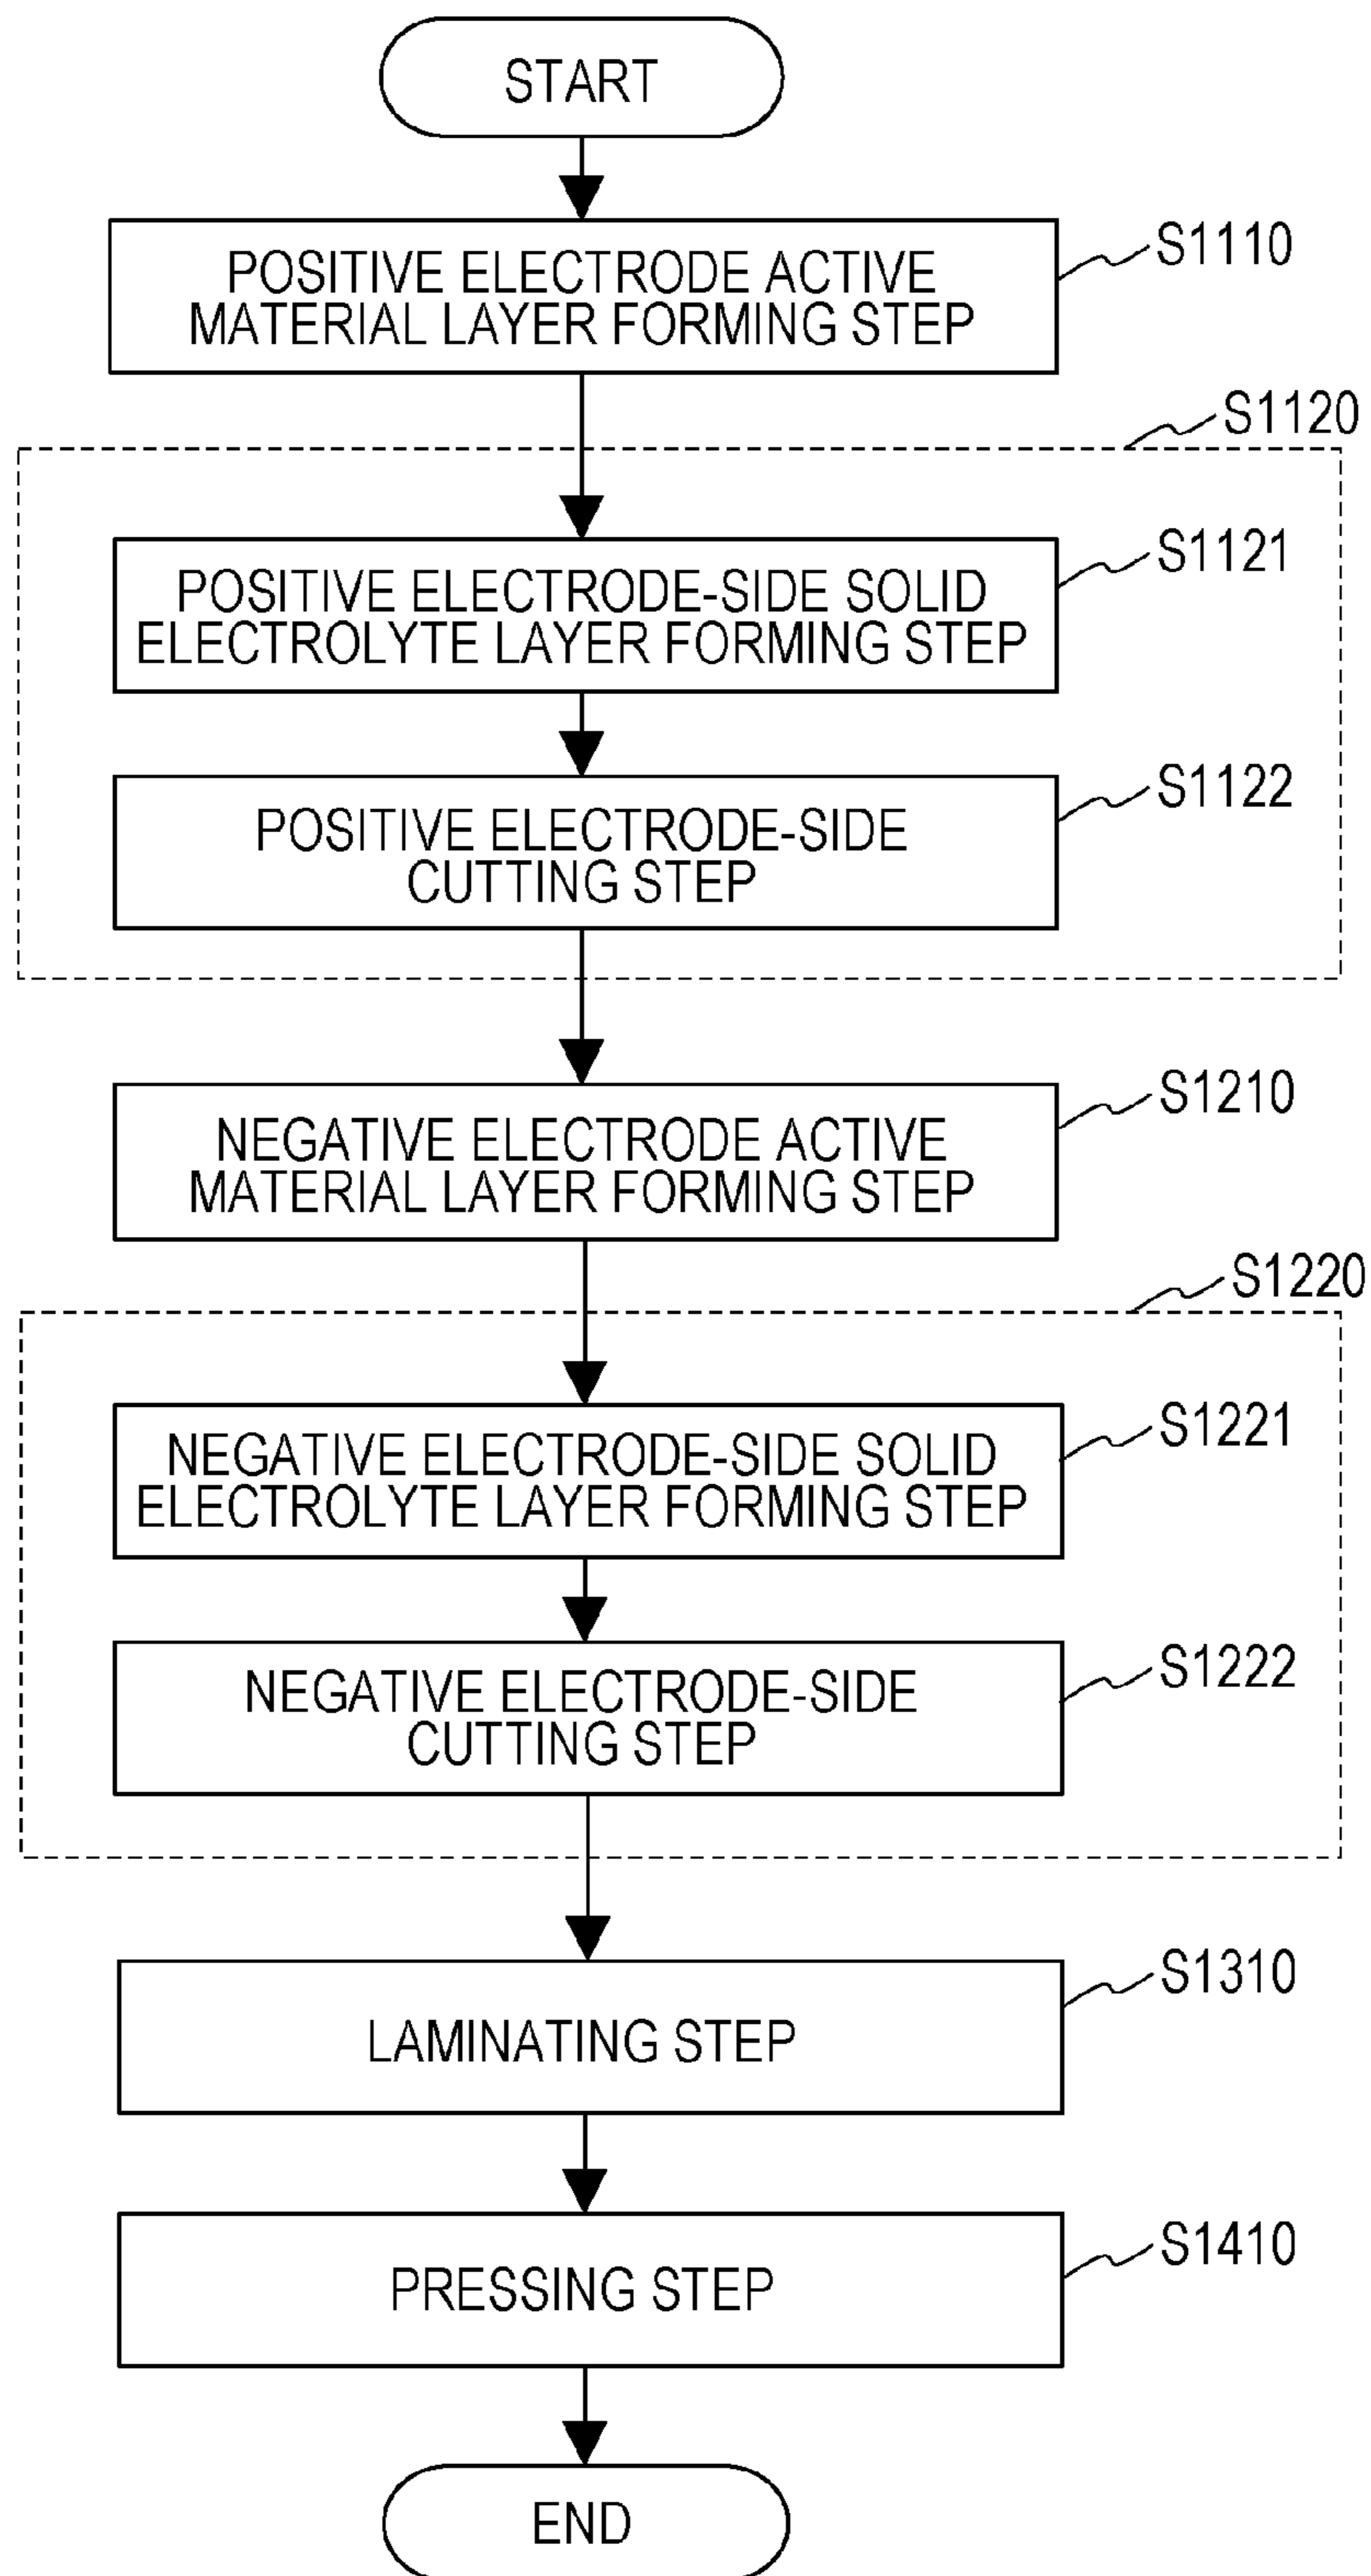 START
S1110
POSITIVE ELECTRODE ACTIVE
MATERIAL LAYER FORMING STEP
S1120
S1121
POSITIVE ELECTRODE-SIDE SOLID
ELECTROLYTE LAYER FORMING STEP
S1122
POSITIVE ELECTRODE-SIDE
CUTTING STEP
S1210
NEGATIVE ELECTRODE ACTIVE
MATERIAL LAYER FORMING STEP
S1220
S1221
NEGATIVE ELECTRODE-SIDE SOLID
ELECTROLYTE LAYER FORMING STEP
S1222
NEGATIVE ELECTRODE-SIDE
CUTTING STEP
S1310
LAMINATING STEP
S1410
PRESSING STEP
END